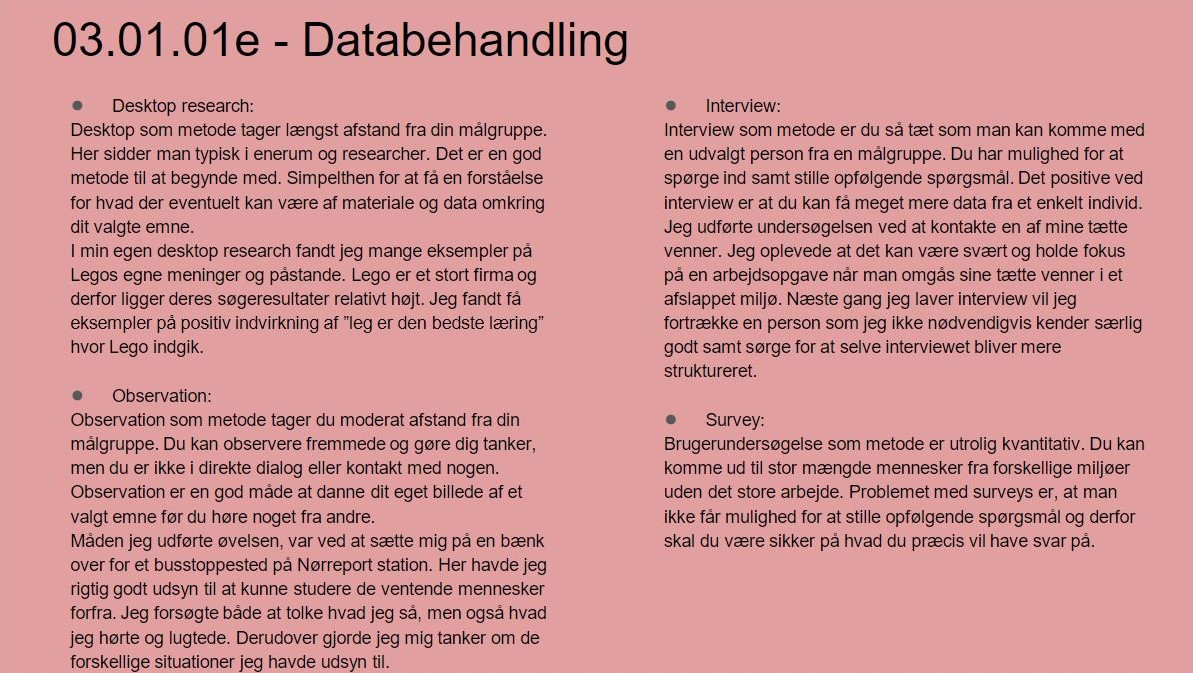 03.01.01e - Databehandling
● Desktop research:
Desktop som metode tager længst afstand fra din målgruppe.
Her sidder man typisk i enerum og researcher. Det er en god
metode til at begynde med. Simpelthen for at få en forståelse
for hvad der eventuelt kan være af materiale og data omkring
dit valgte emne.
I min egen desktop research fandt jeg mange eksempler på
Legos egne meninger og påstande. Lego er et stort firma og
derfor ligger deres søgeresultater relativt højt. Jeg fandt få
eksempler på positiv indvirkning af ”leg er den bedste læring”
hvor Lego indgik.
● Observation:
Observation som metode tager du moderat afstand fra din
målgruppe. Du kan observere fremmede og gøre dig tanker,
men du er ikke i direkte dialog eller kontakt med nogen.
Observation er en god måde at danne dit eget billede af et
valgt emne før du høre noget fra andre.
Måden jeg udførte øvelsen, var ved at sætte mig på en bænk
over for et busstoppested på Nørreport station. Her havde jeg
rigtig godt udsyn til at kunne studere de ventende mennesker
forfra. Jeg forsøgte både at tolke hvad jeg så, men også hvad
jeg hørte og lugtede. Derudover gjorde jeg mig tanker om de
forskellige situationer jeg havde udsyn til.
● Interview:
Interview som metode er du så tæt som man kan komme med
en udvalgt person fra en målgruppe. Du har mulighed for at
spørge ind samt stille opfølgende spørgsmål. Det positive ved
interview er at du kan få meget mere data fra et enkelt individ.
Jeg udførte undersøgelsen ved at kontakte en af mine tætte
venner. Jeg oplevede at det kan være svært og holde fokus
på en arbejdsopgave når man omgås sine tætte venner i et
afslappet miljø. Næste gang jeg laver interview vil jeg
fortrække en person som jeg ikke nødvendigvis kender særlig
godt samt sørge for at selve interviewet bliver mere
struktureret.
● Survey:
Brugerundersøgelse som metode er utrolig kvantitativ. Du kan
komme ud til stor mængde mennesker fra forskellige miljøer
uden det store arbejde. Problemet med surveys er, at man
ikke får mulighed for at stille opfølgende spørgsmål og derfor
skal du være sikker på hvad du præcis vil have svar på.